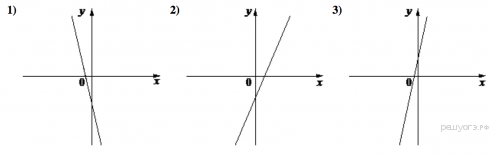 1) y 0 x
2) y 0 x
3) y 0 x
решуогэ.рф